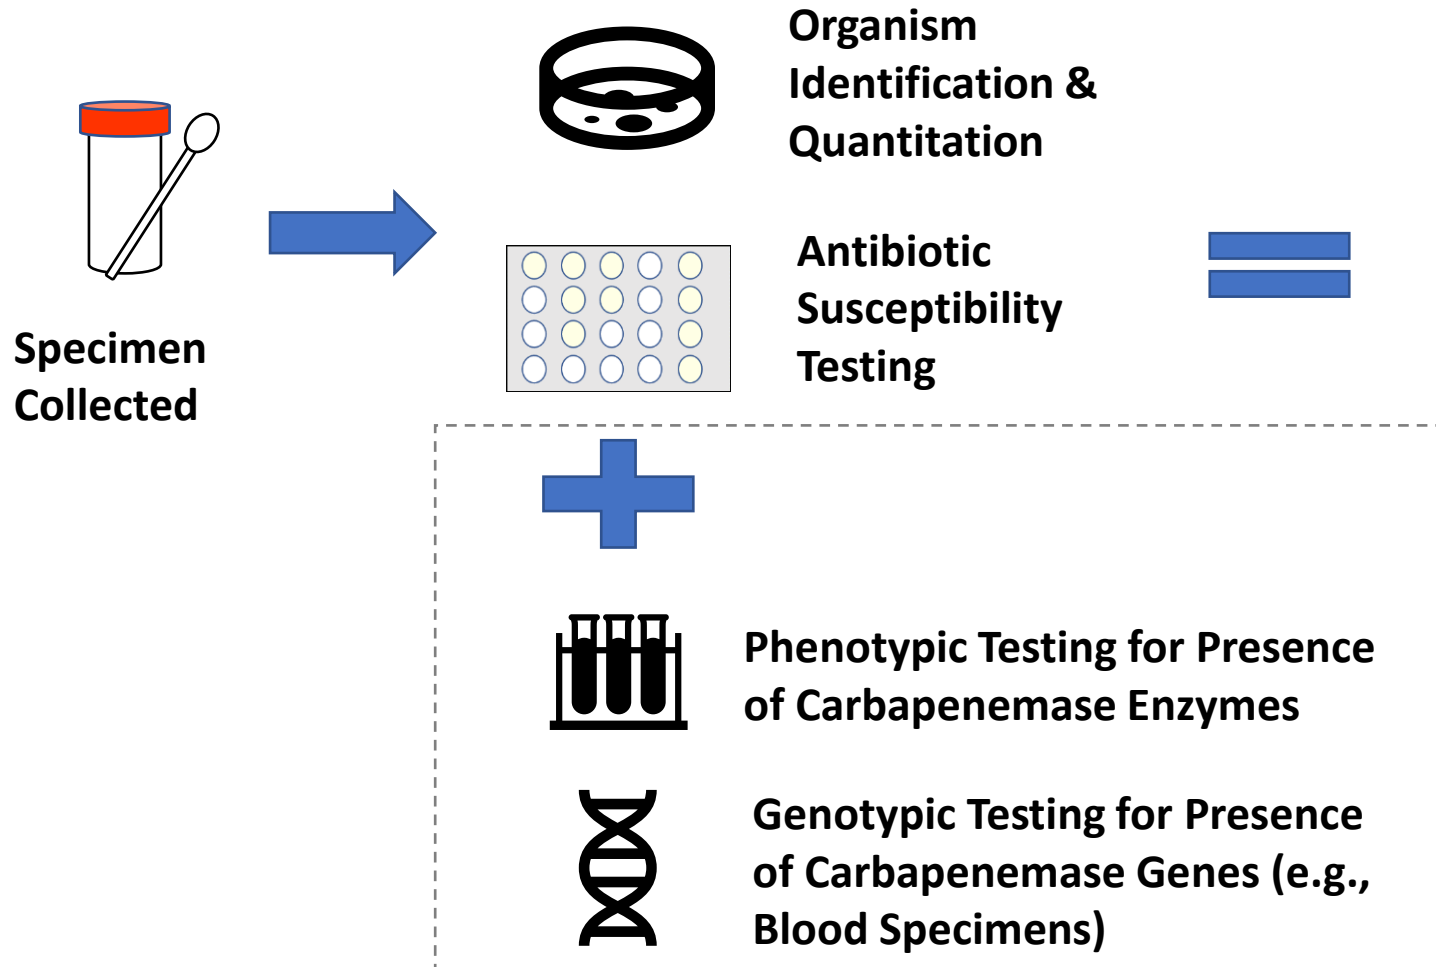 Specimen
Collected
Organism
Identification &
Quantitation
Antibiotic
Susceptibility
Testing
Phenotypic Testing for Presence
of Carbapenemase Enzymes
Genotypic Testing for Presence
of Carbapenemase Genes (e.g.,
Blood Specimens)